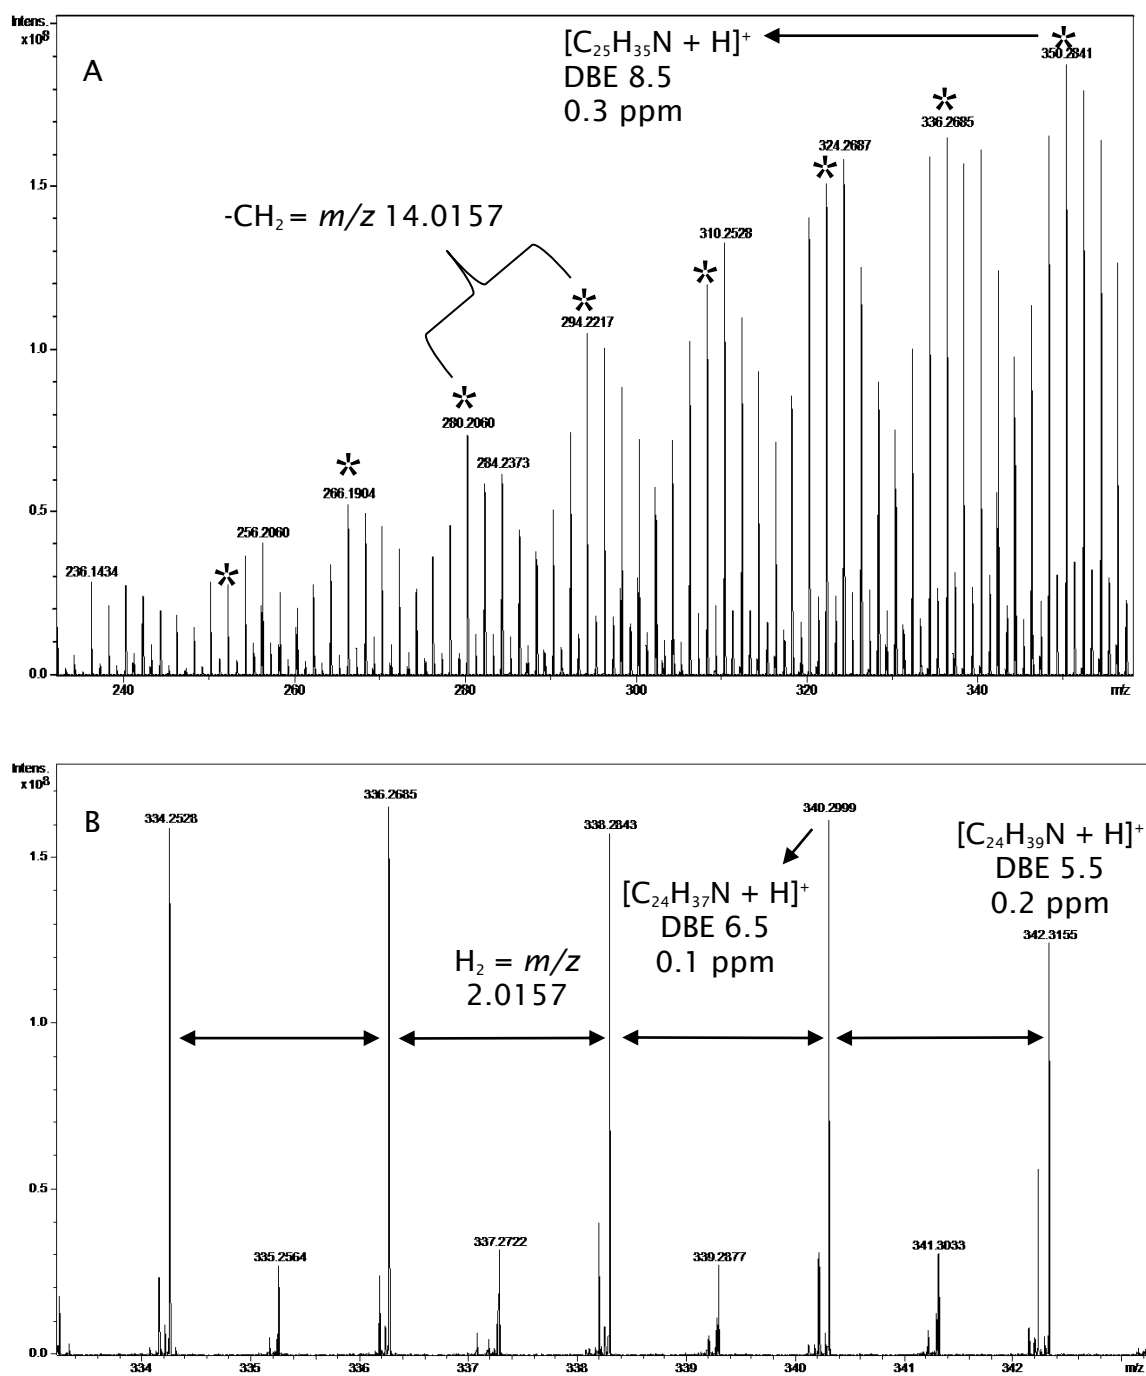 Intens.
x10⁸
A
[C₂₅H₃₅N + H]⁺
DBE 8.5
0.3 ppm
*
350.2841
*
336.2685
324.2687
*
1.5
-CH₂ = m/z 14.0157
310.2528
*
*
294.2217
1.0
*
280.2060
284.2373
*
266.1904
0.5
256.2060
236.1434
*
0.0
240
260
280
300
320
340
m/z
Intens.
x10⁸
B
334.2528
336.2685
338.2843
340.2999
[C₂₄H₃₉N + H]⁺
DBE 5.5
0.2 ppm
342.3155
1.5
[C₂₄H₃₇N + H]⁺
DBE 6.5
0.1 ppm
H₂ = m/z
2.0157
1.0
0.5
335.2564
337.2722
339.2877
341.3033
0.0
334
335
336
337
338
339
340
341
342
m/z